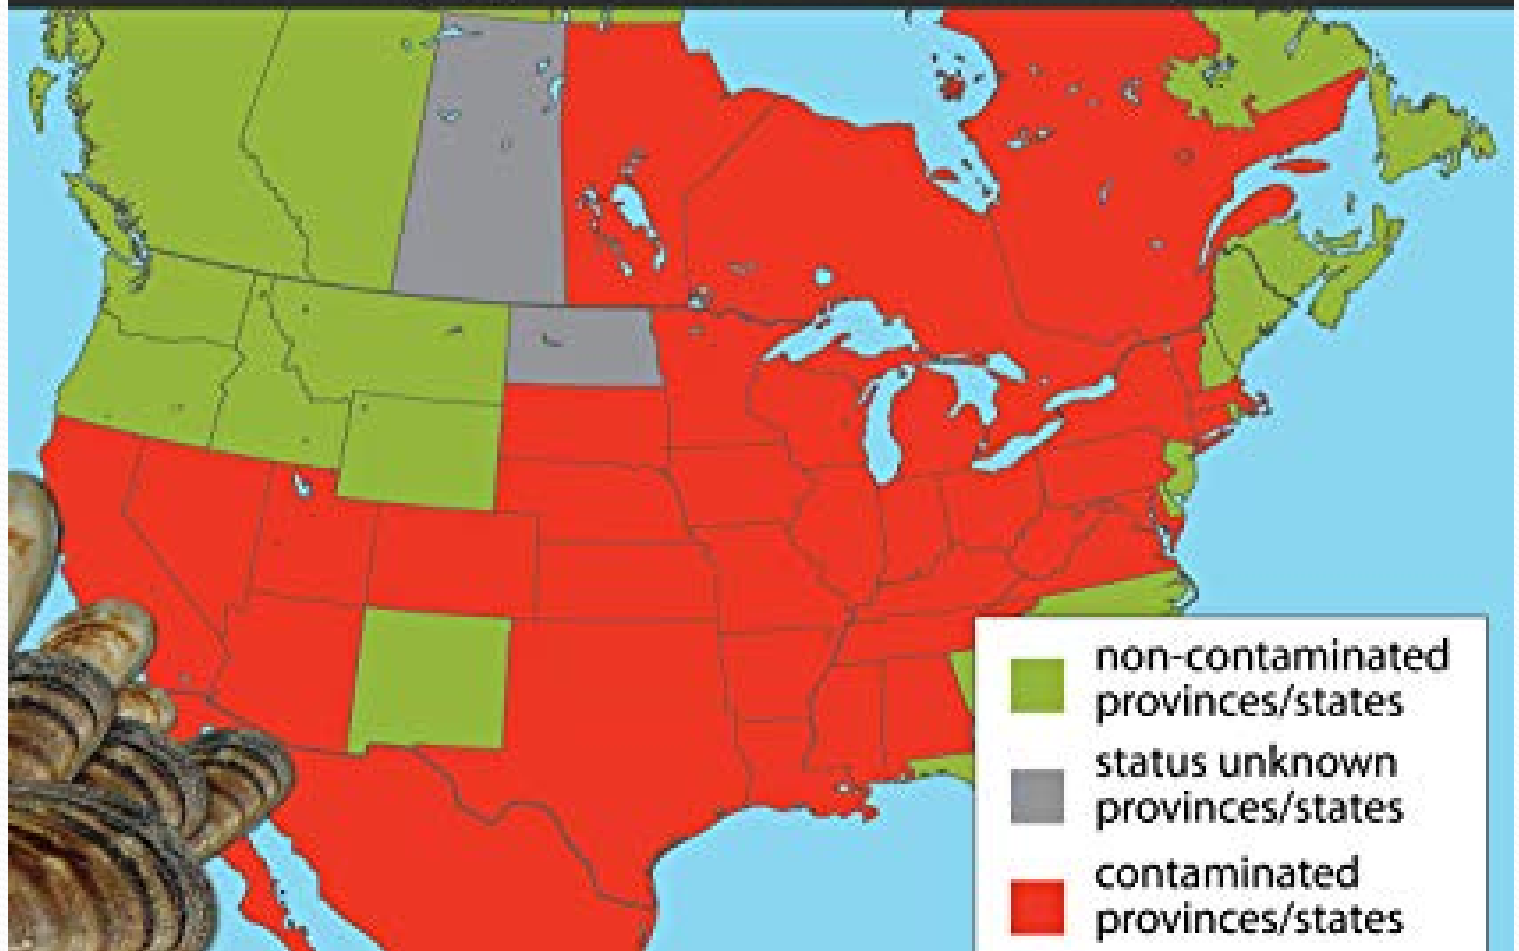 non-contaminated
provinces/states
status unknown
provinces/states
contaminated
provinces/states